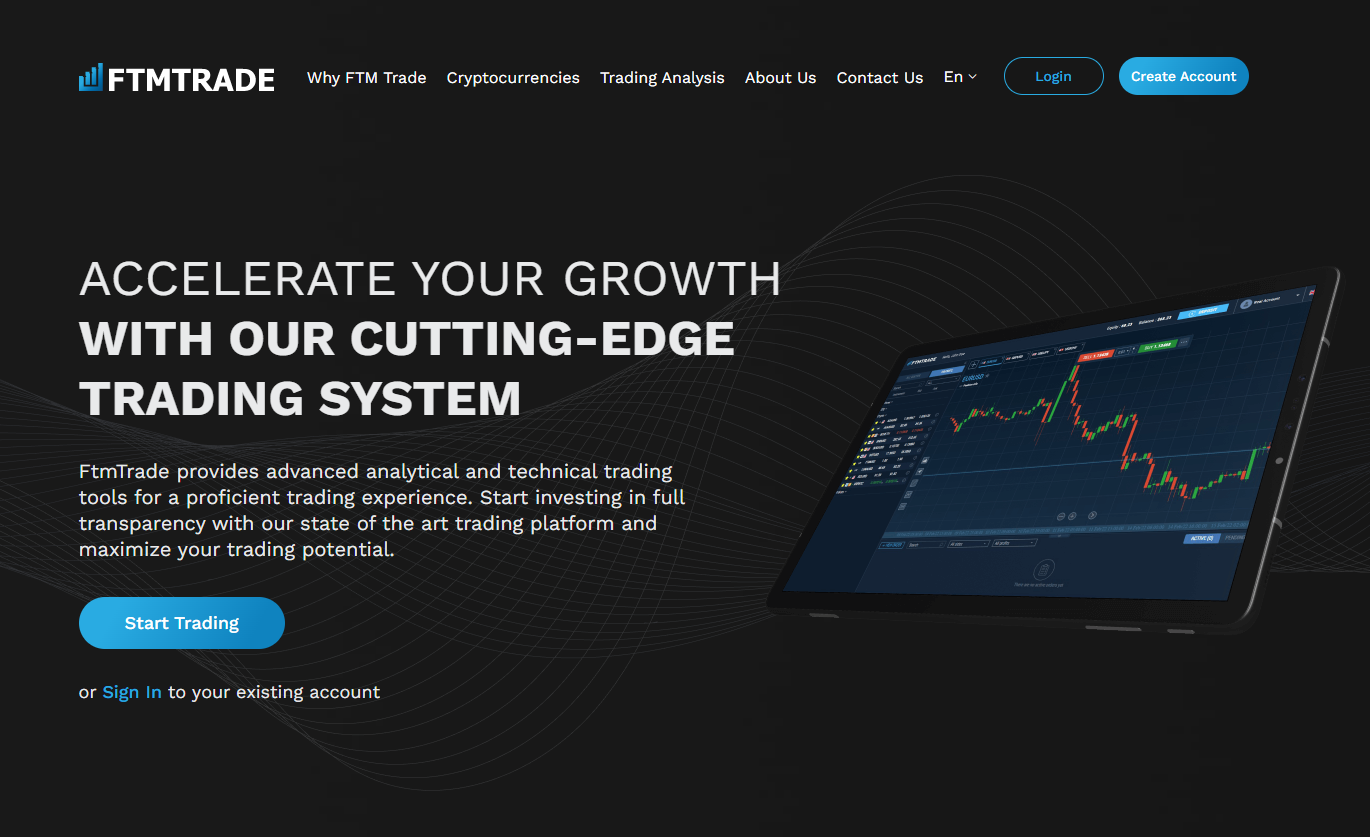 FTMTRADE
Why FTM Trade
Cryptocurrencies
Trading Analysis
About Us
Contact Us
En
Login
Create Account
ACCELERATE YOUR GROWTH
WITH OUR CUTTING-EDGE
TRADING SYSTEM
FtmTrade provides advanced analytical and technical trading
tools for a proficient trading experience. Start investing in full
transparency with our state of the art trading platform and
maximize your trading potential.
Start Trading
or Sign In to your existing account
FTMTRADE
EURUSD
ACTIVE (0)